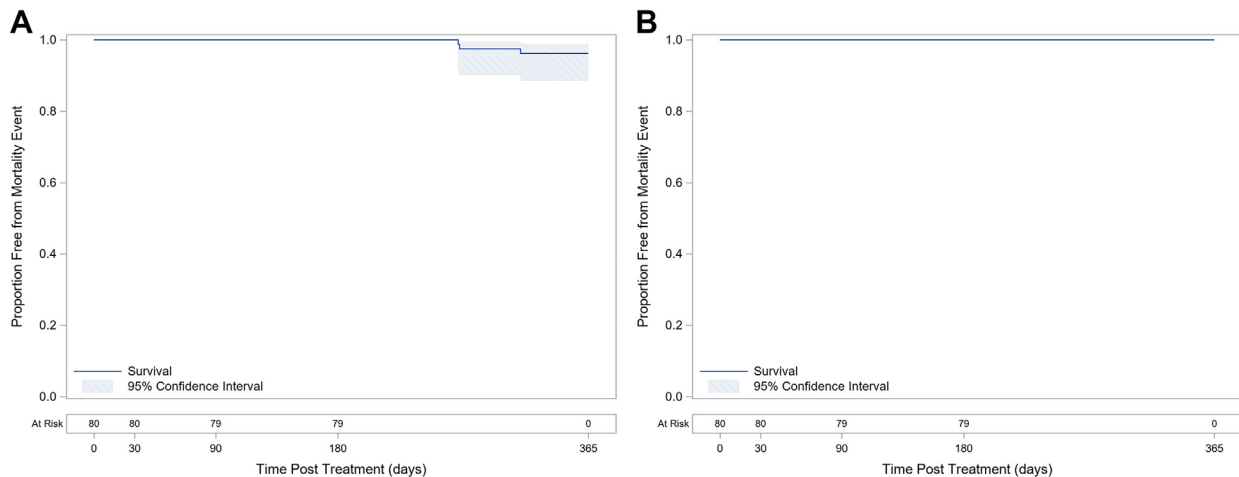 A
Proportion Free from Mortality Event
1.0
0.8
0.6
0.4
0.2
0.0
Survival
95% Confidence Interval
At Risk 80 80 79 79 0
0 30 90 180 365
Time Post Treatment (days)
B
Proportion Free from Mortality Event
1.0
0.8
0.6
0.4
0.2
0.0
Survival
95% Confidence Interval
At Risk 80 80 79 79 0
0 30 90 180 365
Time Post Treatment (days)